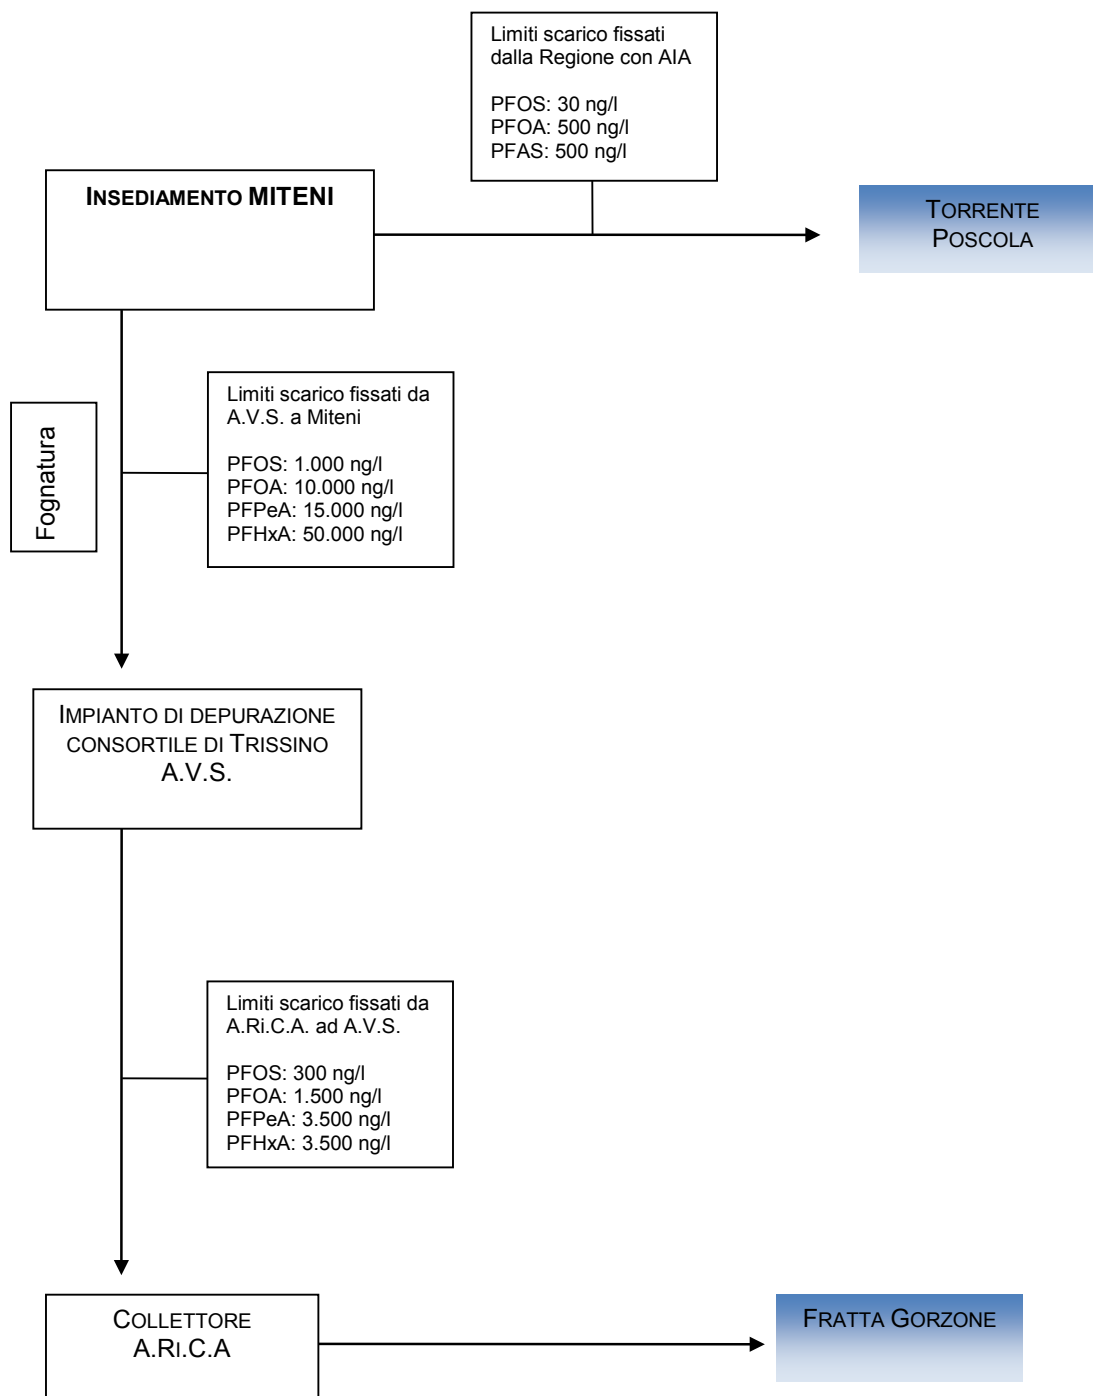 Limiti scarico fissati
dalla Regione con AIA
PFOS: 30 ng/l
PFOA: 500 ng/l
PFAS: 500 ng/l
INSEDIAMENTO MITENI
TORRENTE
POSCOLA
Fognatura
Limiti scarico fissati da
A.V.S. a Miteni
PFOS: 1.000 ng/l
PFOA: 10.000 ng/l
PFPeA: 15.000 ng/l
PFHxA: 50.000 ng/l
IMPIANTO DI DEPURAZIONE
CONSORTILE DI TRISSINO
A.V.S.
Limiti scarico fissati da
A.Ri.C.A. ad A.V.S.
PFOS: 300 ng/l
PFOA: 1.500 ng/l
PFPeA: 3.500 ng/l
PFHxA: 3.500 ng/l
COLLETTORE
A.RI.C.A
FRATTA GORZONE